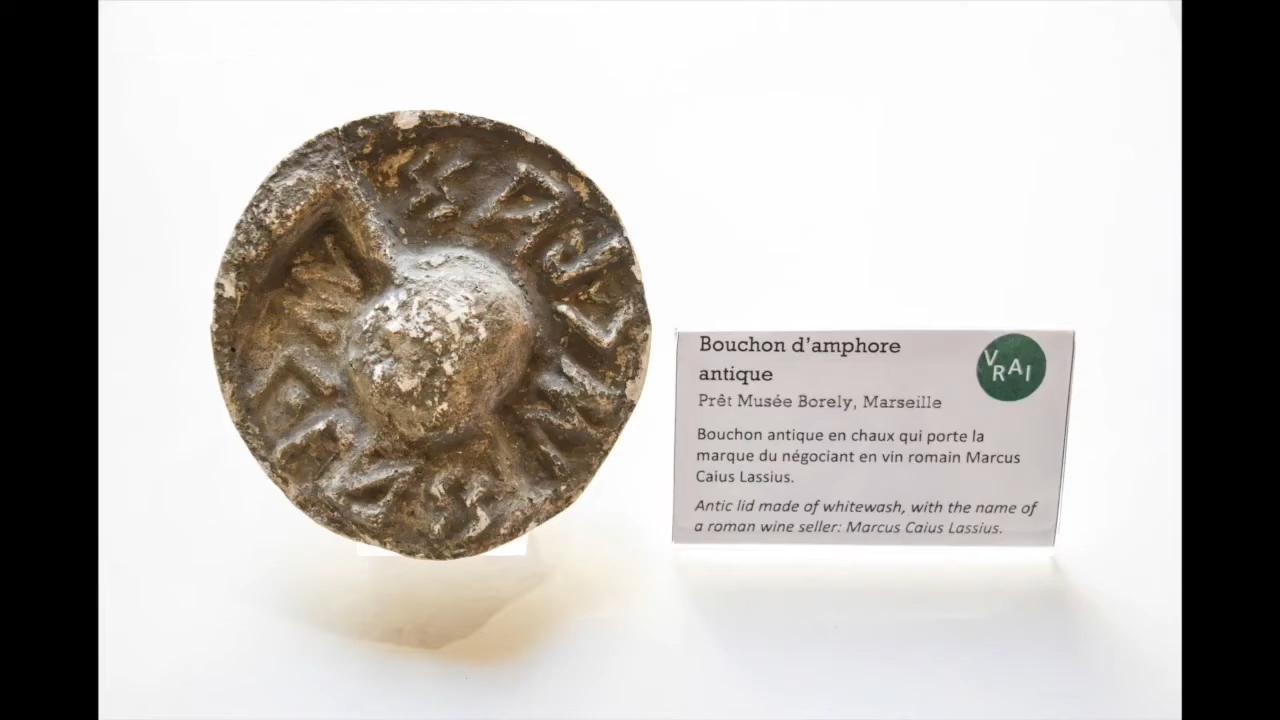 Bouchon d'amphore
antique
VRAI
Prêt Musée Borely, Marseille
Bouchon antique en chaux qui porte la
marque du négociant en vin romain Marcus
Caius Lassius.
Antic lid made of whitewash, with the name of
a roman wine seller: Marcus Caius Lassius.